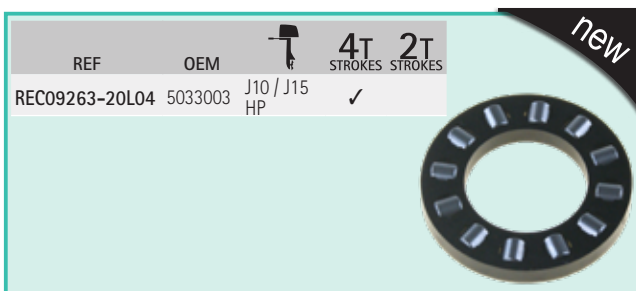 new
4T 2T
REF OEM STROKES STROKES
REC09263-20L04 5033003 J10 / J15 ✓
HP